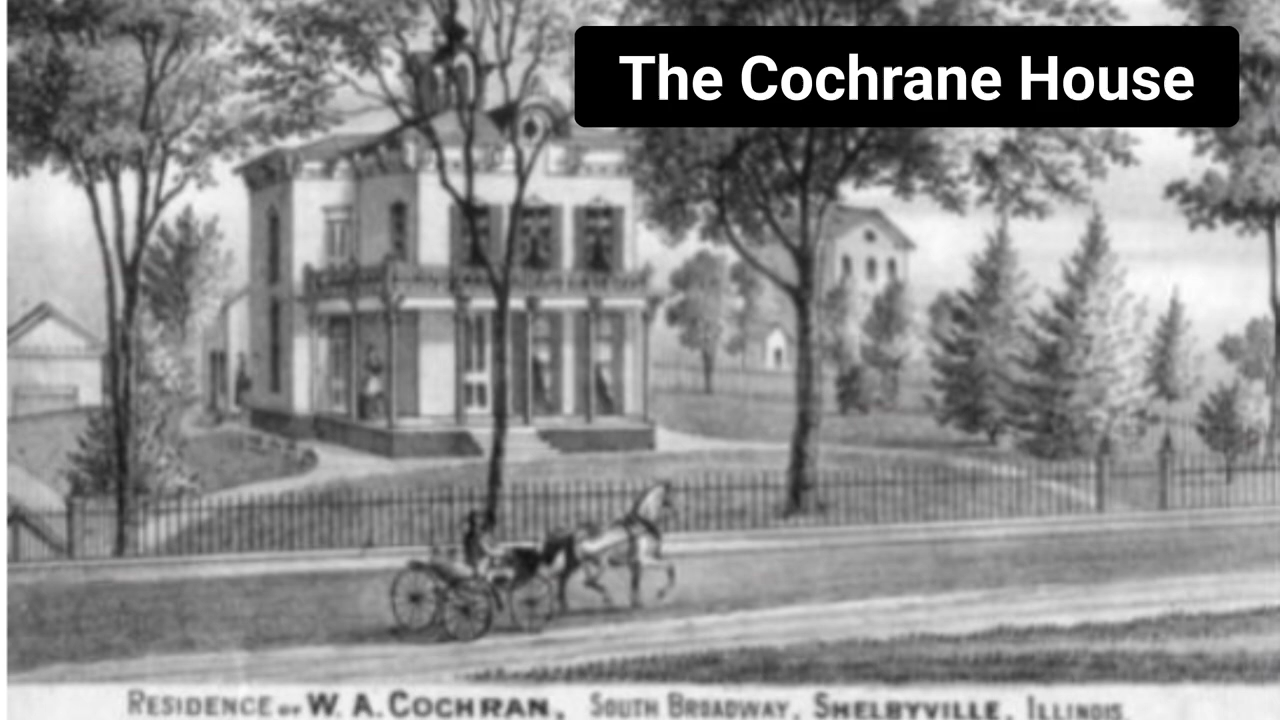 The Cochrane House
RESIDENCE OF W. A. COCHRAN, SOUTH BROADWAY, SHELBYVILLE, ILLINOIS